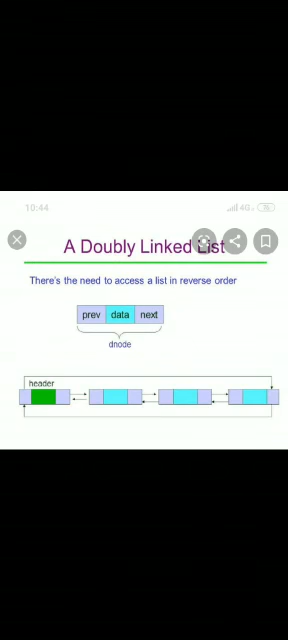 10:44
4G
A Doubly Linked List
There's the need to access a list in reverse order
prev data next
dnode
header